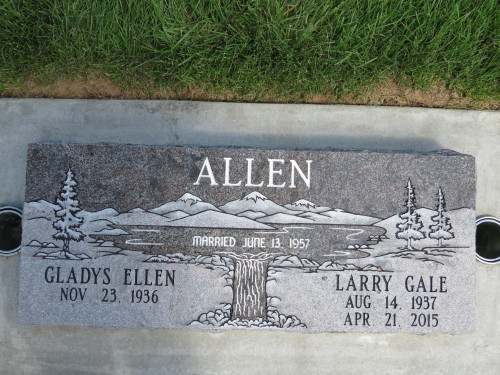 ALLEN
MARRIED JUNE 13, 1957
GLADYS ELLEN
NOV 23, 1936
LARRY GALE
AUG 14, 1937
APR 21, 2015